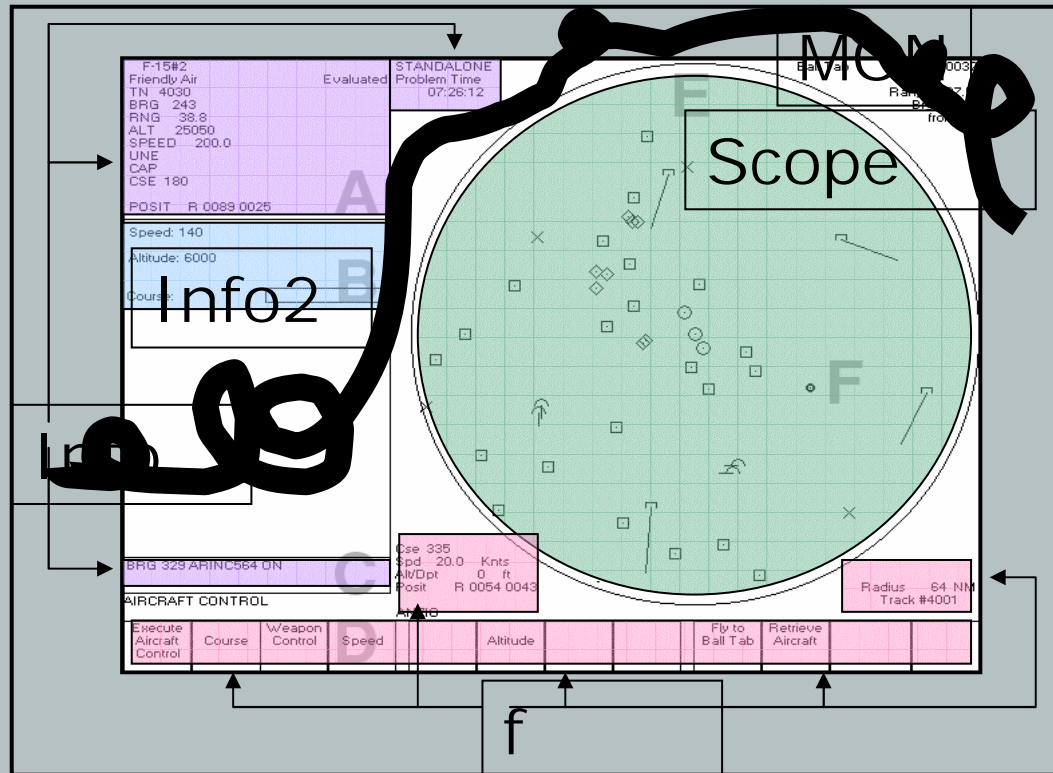 F-15#2
Friendly Air Evaluated
TN 4030
BRG 243
RNG 38.8
ALT 25050
SPEED 200.0
UNE
CAP
CSE 180
POSIT R 0089 0025
A
STANDALONE
Problem Time
07:26:12
E
Ball Tab
Scope
Speed: 140
Altitude: 6000
Course:
B
Info2
F
BRG 329 ARINC564 ON
C
AIRCRAFT CONTROL
Cse 335
Spd 20.0 Knts
Alt/Dpt 0 ft
Posit R 0054 0043
Radius 64 NM
Track #4001
Execute Aircraft Control
Course
Weapon Control
Speed
D
Altitude
Fly to Ball Tab
Retrieve Aircraft
f